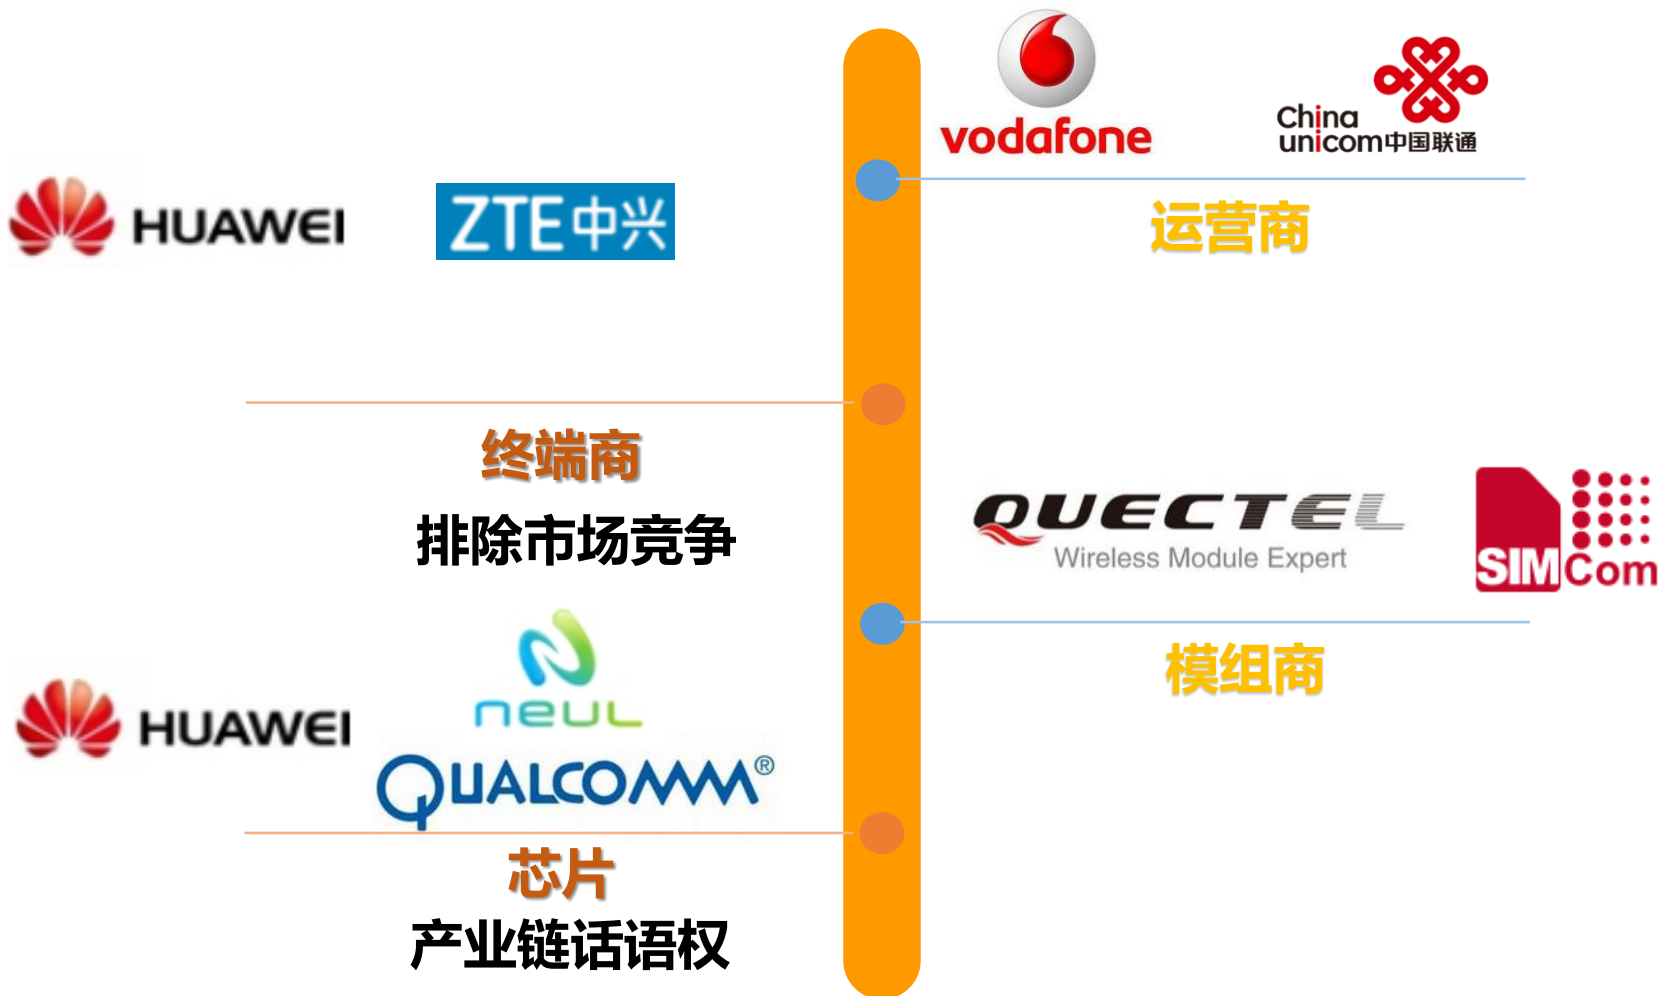 vodafone
China
unicom中国联通
运营商
HUAWEI
ZTE中兴
终端商
排除市场竞争
QUECTEL
Wireless Module Expert
SIMCom
模组商
neuL
HUAWEI
QUALCOMM®
芯片
产业链话语权